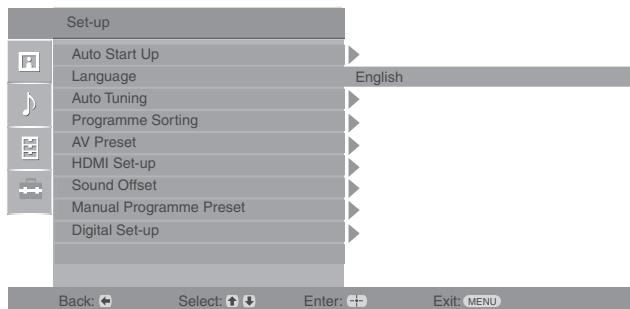 Set-up
Auto Start Up
Language English
Auto Tuning
Programme Sorting
AV Preset
HDMI Set-up
Sound Offset
Manual Programme Preset
Digital Set-up
Back: Select: Enter: Exit: MENU